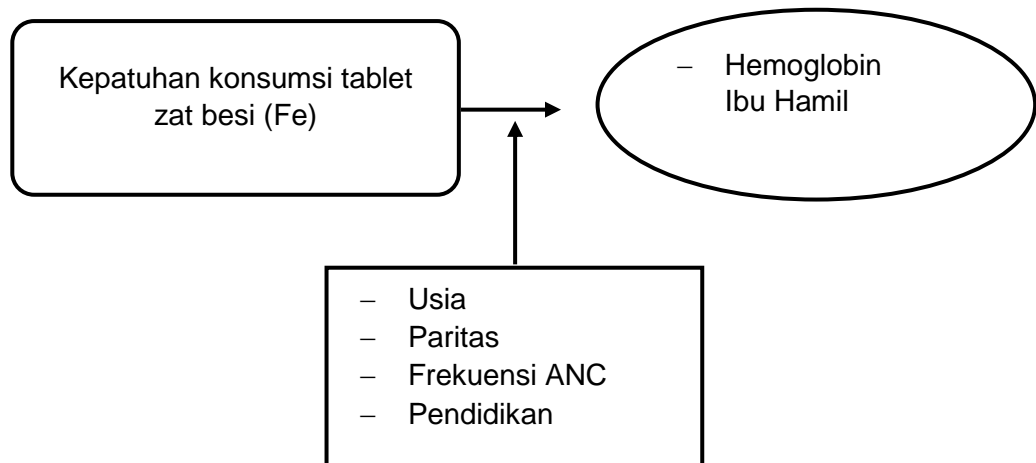 Kepatuhan konsumsi tablet
zat besi (Fe)
– Hemoglobin
Ibu Hamil
– Usia
– Paritas
– Frekuensi ANC
– Pendidikan